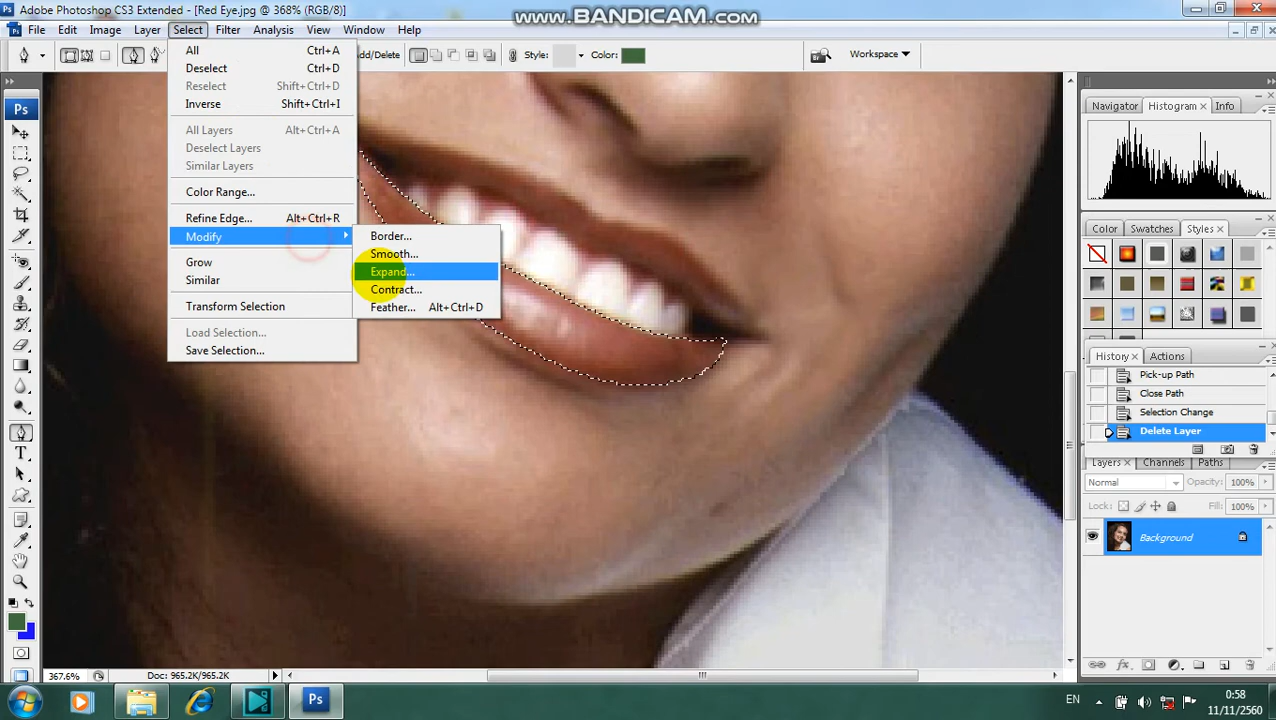 Adobe Photoshop CS3 Extended - [Red Eye.jpg @ 368% (RGB/8)]
www.BANDICAM.com
File Edit Image Layer Select Filter Analysis View Window Help
Add/Delete
Style:
Color:
Workspace
All Ctrl+A
Deselect Ctrl+D
Reselect Shift+Ctrl+D
Inverse Shift+Ctrl+I
All Layers Alt+Ctrl+A
Deselect Layers
Similar Layers
Color Range...
Refine Edge... Alt+Ctrl+R
Modify
Grow
Similar
Transform Selection
Load Selection...
Save Selection...
Border...
Smooth...
Expand...
Contract...
Feather... Alt+Ctrl+D
Ps
Navigator Histogram Info
Color Swatches Styles
History Actions
Pick-up Path
Close Path
Selection Change
Delete Layer
Layers Channels Paths
Normal Opacity: 100%
Lock: Fill: 100%
Background
367.6% Doc: 965.2K/965.2K
Ps
EN
0:58
11/11/2560